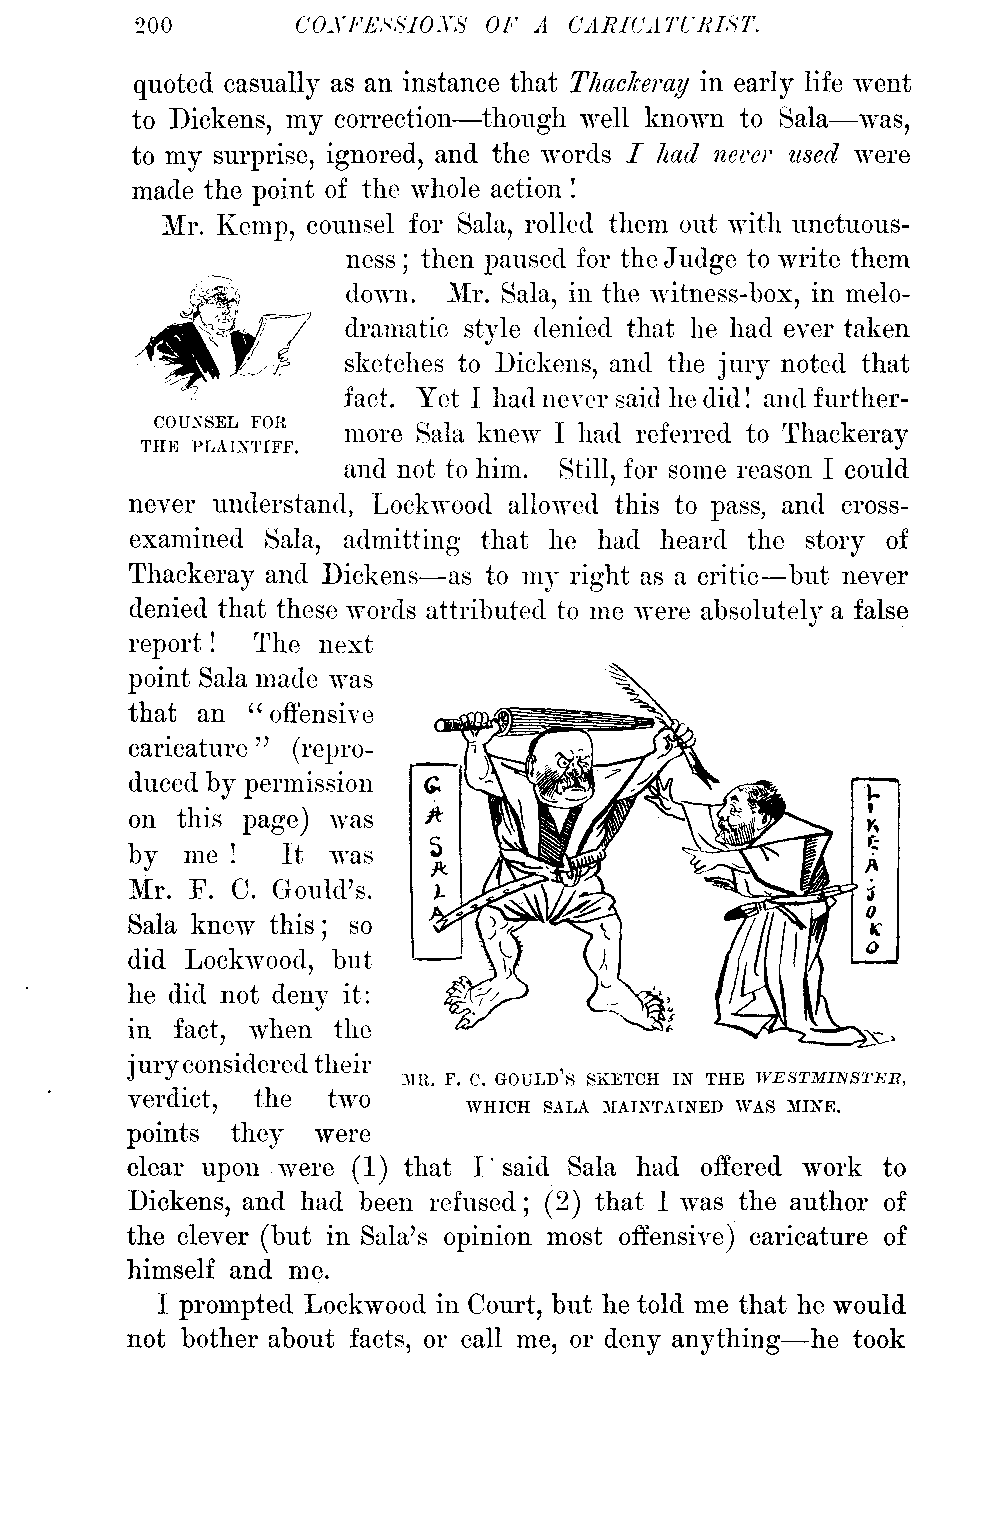 200 CONFESSIONS OF A CARICATURIST.
quoted casually as an instance that Thackeray in early life went
to Dickens, my correction—though well known to Sala—was,
to my surprise, ignored, and the words I had never used were
made the point of the whole action!
Mr. Kemp, counsel for Sala, rolled them out with unctuous-
ness; then paused for the Judge to write them
down. Mr. Sala, in the witness-box, in melo-
dramatic style denied that he had ever taken
sketches to Dickens, and the jury noted that
fact. Yet I had never said he did! and further-
more Sala knew I had referred to Thackeray
and not to him. Still, for some reason I could
COUNSEL FOR
THE PLAINTIFF.
never understand, Lockwood allowed this to pass, and cross-
examined Sala, admitting that he had heard the story of
Thackeray and Dickens—as to my right as a critic—but never
denied that these words attributed to me were absolutely a false
report! The next
point Sala made was
that an “offensive
caricature” (repro-
duced by permission
on this page) was
by me! It was
Mr. F. C. Gould's.
Sala knew this; so
did Lockwood, but
he did not deny it:
in fact, when the
jury considered their
verdict, the two
points they were
G.A.SALA
LIKE A JOKO
MR. F. C. GOULD'S SKETCH IN THE WESTMINSTER,
WHICH SALA MAINTAINED WAS MINE.
clear upon were (1) that I said Sala had offered work to
Dickens, and had been refused; (2) that I was the author of
the clever (but in Sala's opinion most offensive) caricature of
himself and me.
I prompted Lockwood in Court, but he told me that he would
not bother about facts, or call me, or deny anything—he took